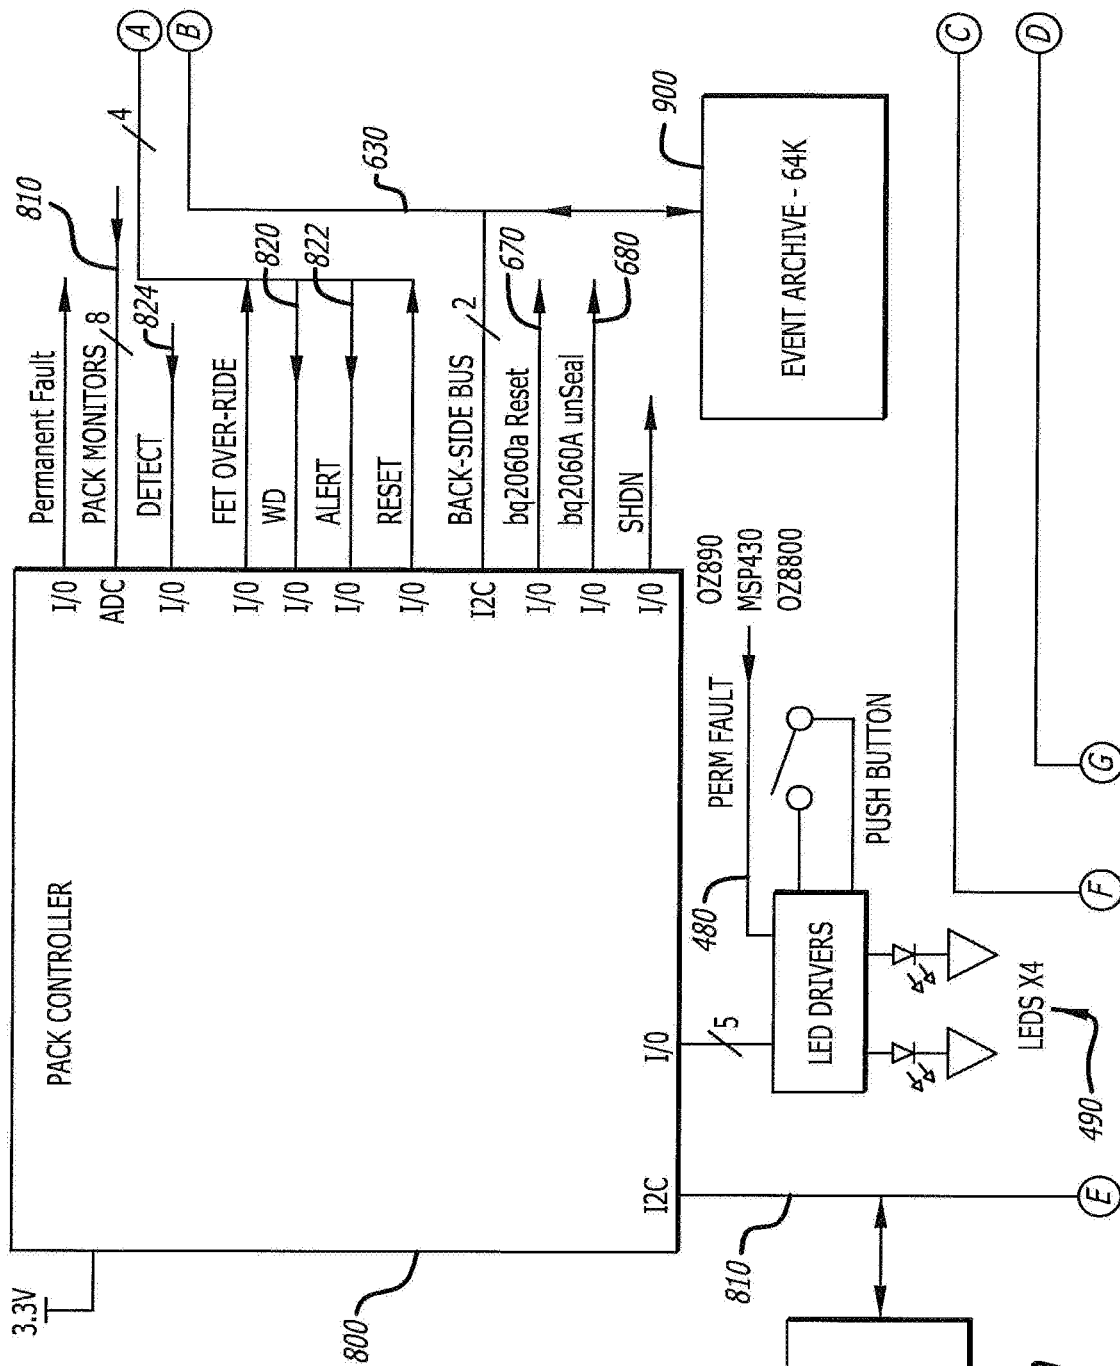 3.3V
800
PACK CONTROLLER
I/O
ADC
I/O
I/O
I/O
I/O
I/O
I2C
I/O
I/O
I/O
I2C
I/O
Permanent Fault
PACK MONITORS
8
810
DETECT
824
FET OVER-RIDE
WD
820
ALERT
822
RESET
BACK-SIDE BUS
2
630
bq2060a Reset
670
bq2060A unSeal
680
SHDN
4
A
B
900
EVENT ARCHIVE - 64K
OZ890
MSP430
OZ8800
PERM FAULT
480
PUSH BUTTON
5
LED DRIVERS
LEDS X4
490
810
C
D
E
F
G